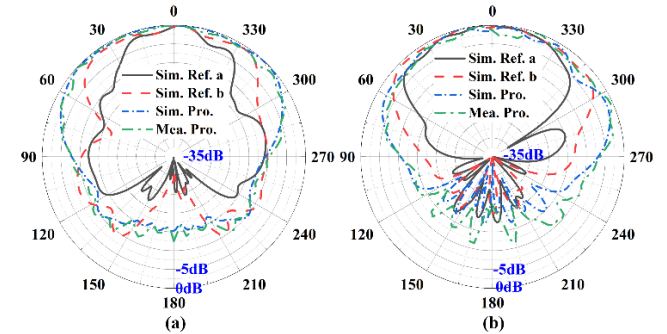 0
30
330
60
300
Sim. Ref. a
Sim. Ref. b
Sim. Pro.
Mea. Pro.
90
-35dB
270
120
240
-5dB
150
0dB
210
180
(a)
0
30
330
60
300
Sim. Ref. a
Sim. Ref. b
Sim. Pro.
Mea. Pro.
90
-35dB
270
120
240
-5dB
150
0dB
210
180
(b)